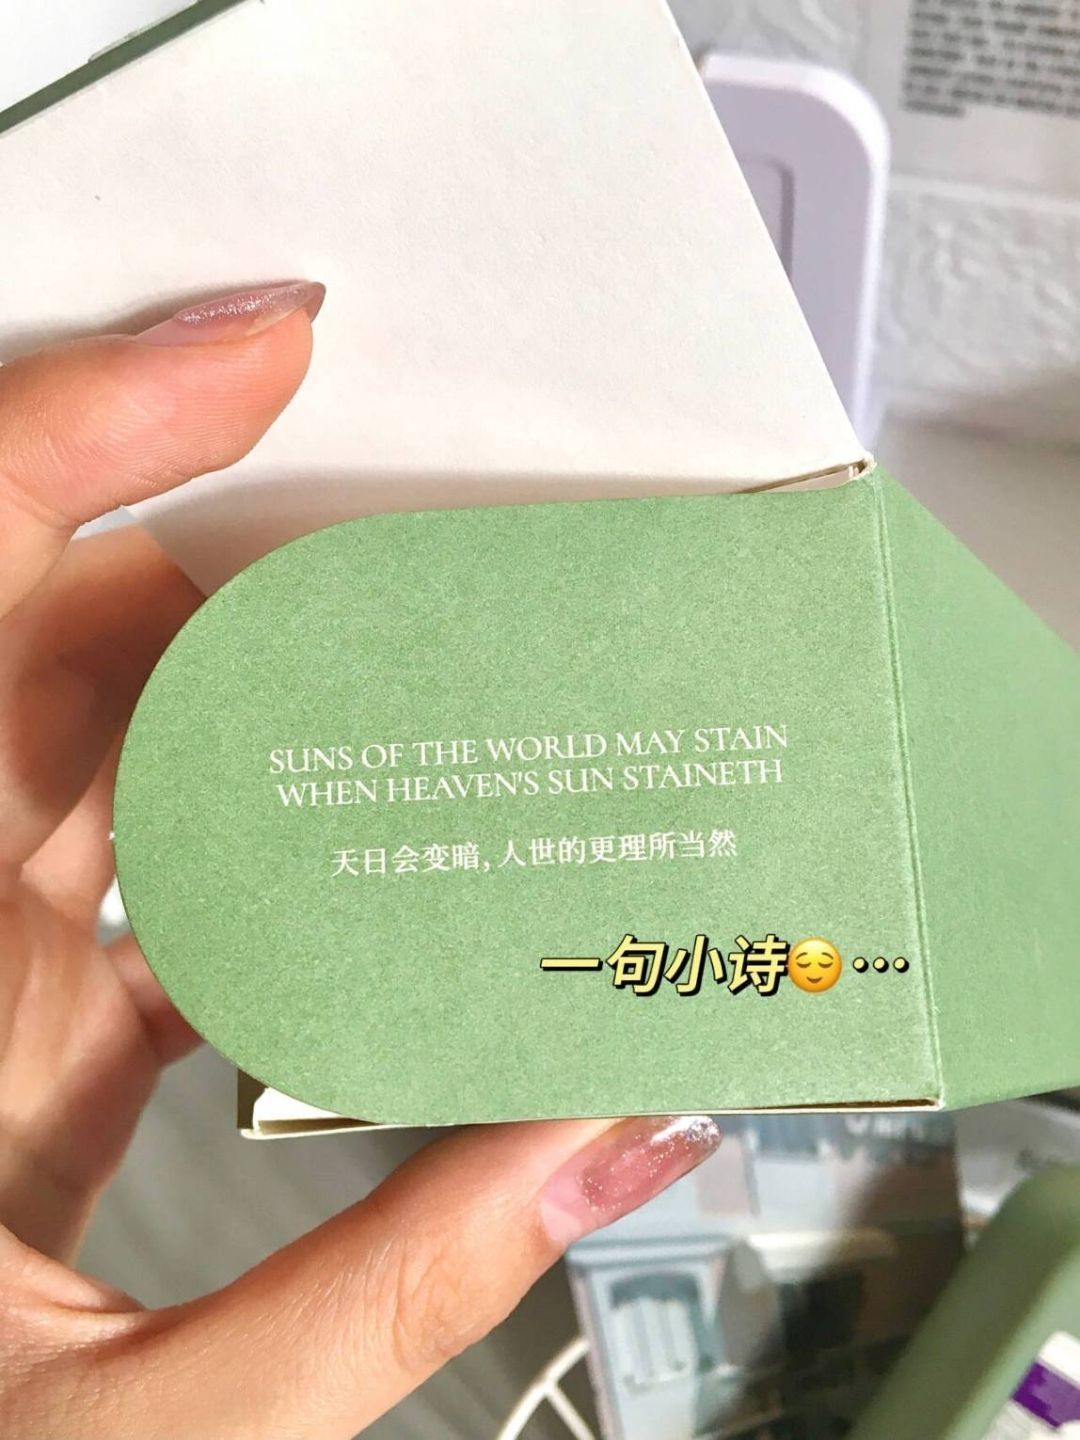 SUNS OF THE WORLD MAY STAIN
WHEN HEAVEN'S SUN STAINETH
天日会变暗，人世的更理所当然
一句小诗😌···